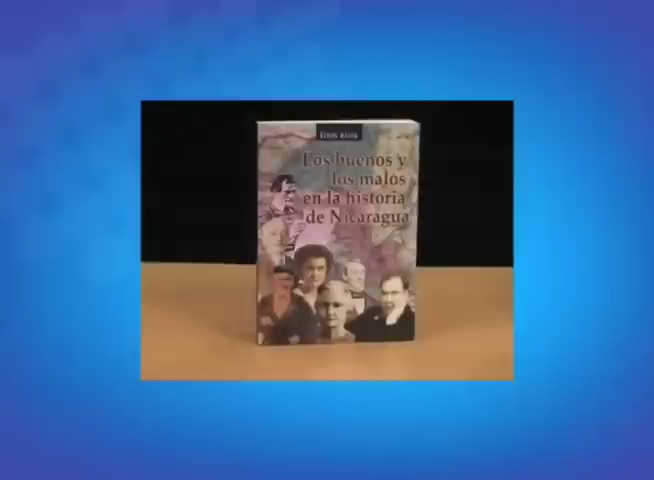 Los buenos y
los malos
en la historia
de Nicaragua